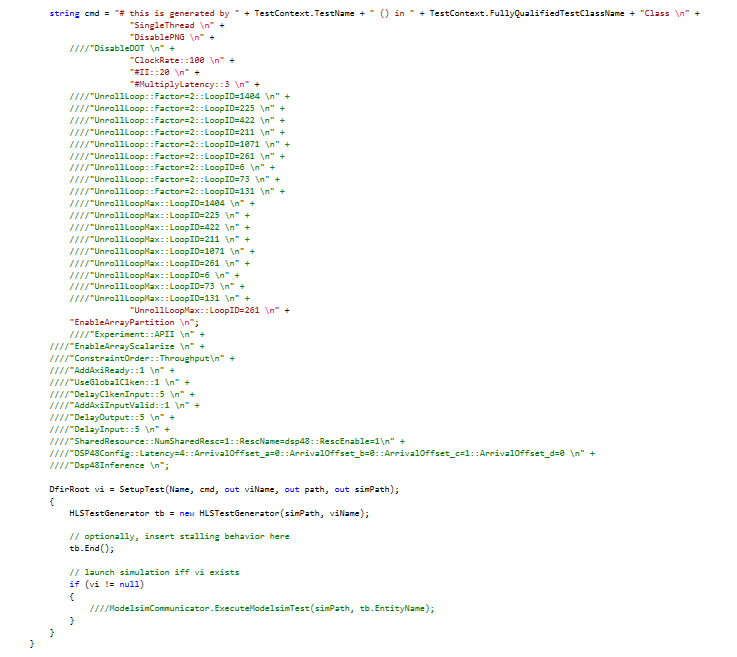 string cmd = "# this is generated by " + TestContext.TestName + " () in " + TestContext.FullyQualifiedTestClassName + "Class \n" +
"SingleThread \n" +
"DisablePNG \n" +
////"DisableDOT \n" +
"ClockRate::100 \n" +
"#II::20 \n" +
"#MultiplyLatency::3 \n" +
////"UnrollLoop::Factor=2::LoopID=1404 \n" +
////"UnrollLoop::Factor=2::LoopID=225 \n" +
////"UnrollLoop::Factor=2::LoopID=422 \n" +
////"UnrollLoop::Factor=2::LoopID=211 \n" +
////"UnrollLoop::Factor=2::LoopID=1071 \n" +
////"UnrollLoop::Factor=2::LoopID=261 \n" +
////"UnrollLoop::Factor=2::LoopID=6 \n" +
////"UnrollLoop::Factor=2::LoopID=73 \n" +
////"UnrollLoop::Factor=2::LoopID=131 \n" +
////"UnrollLoopMax::LoopID=1404 \n" +
////"UnrollLoopMax::LoopID=225 \n" +
////"UnrollLoopMax::LoopID=422 \n" +
////"UnrollLoopMax::LoopID=211 \n" +
////"UnrollLoopMax::LoopID=1071 \n" +
////"UnrollLoopMax::LoopID=261 \n" +
////"UnrollLoopMax::LoopID=6 \n" +
////"UnrollLoopMax::LoopID=73 \n" +
////"UnrollLoopMax::LoopID=131 \n" +
"UnrollLoopMax::LoopID=261 \n" +
"EnableArrayPartition \n";
////"Experiment::APII \n" +
////"EnableArrayScalarize \n" +
////"ConstraintOrder::Throughput\n" +
////"AddAxiReady::1 \n" +
////"UseGlobalClken::1 \n" +
////"DelayClkenInput::5 \n" +
////"AddAxiInputValid::1 \n" +
////"DelayOutput::5 \n" +
////"DelayInput::5 \n" +
////"SharedResource::NumSharedResc=1::RescName=dsp48::RescEnable=1\n" +
////"DSP48Config::Latency=4::ArrivalOffset_a=0::ArrivalOffset_b=0::ArrivalOffset_c=1::ArrivalOffset_d=0 \n" +
////"Dsp48Inference \n";
DfirRoot vi = SetupTest(Name, cmd, out viName, out path, out simPath);
{
HLSTestGenerator tb = new HLSTestGenerator(simPath, viName);
// optionally, insert stalling behavior here
tb.End();
// launch simulation iff vi exists
if (vi != null)
{
////ModelsimCommunicator.ExecuteModelsimTest(simPath, tb.EntityName);
}
}
}